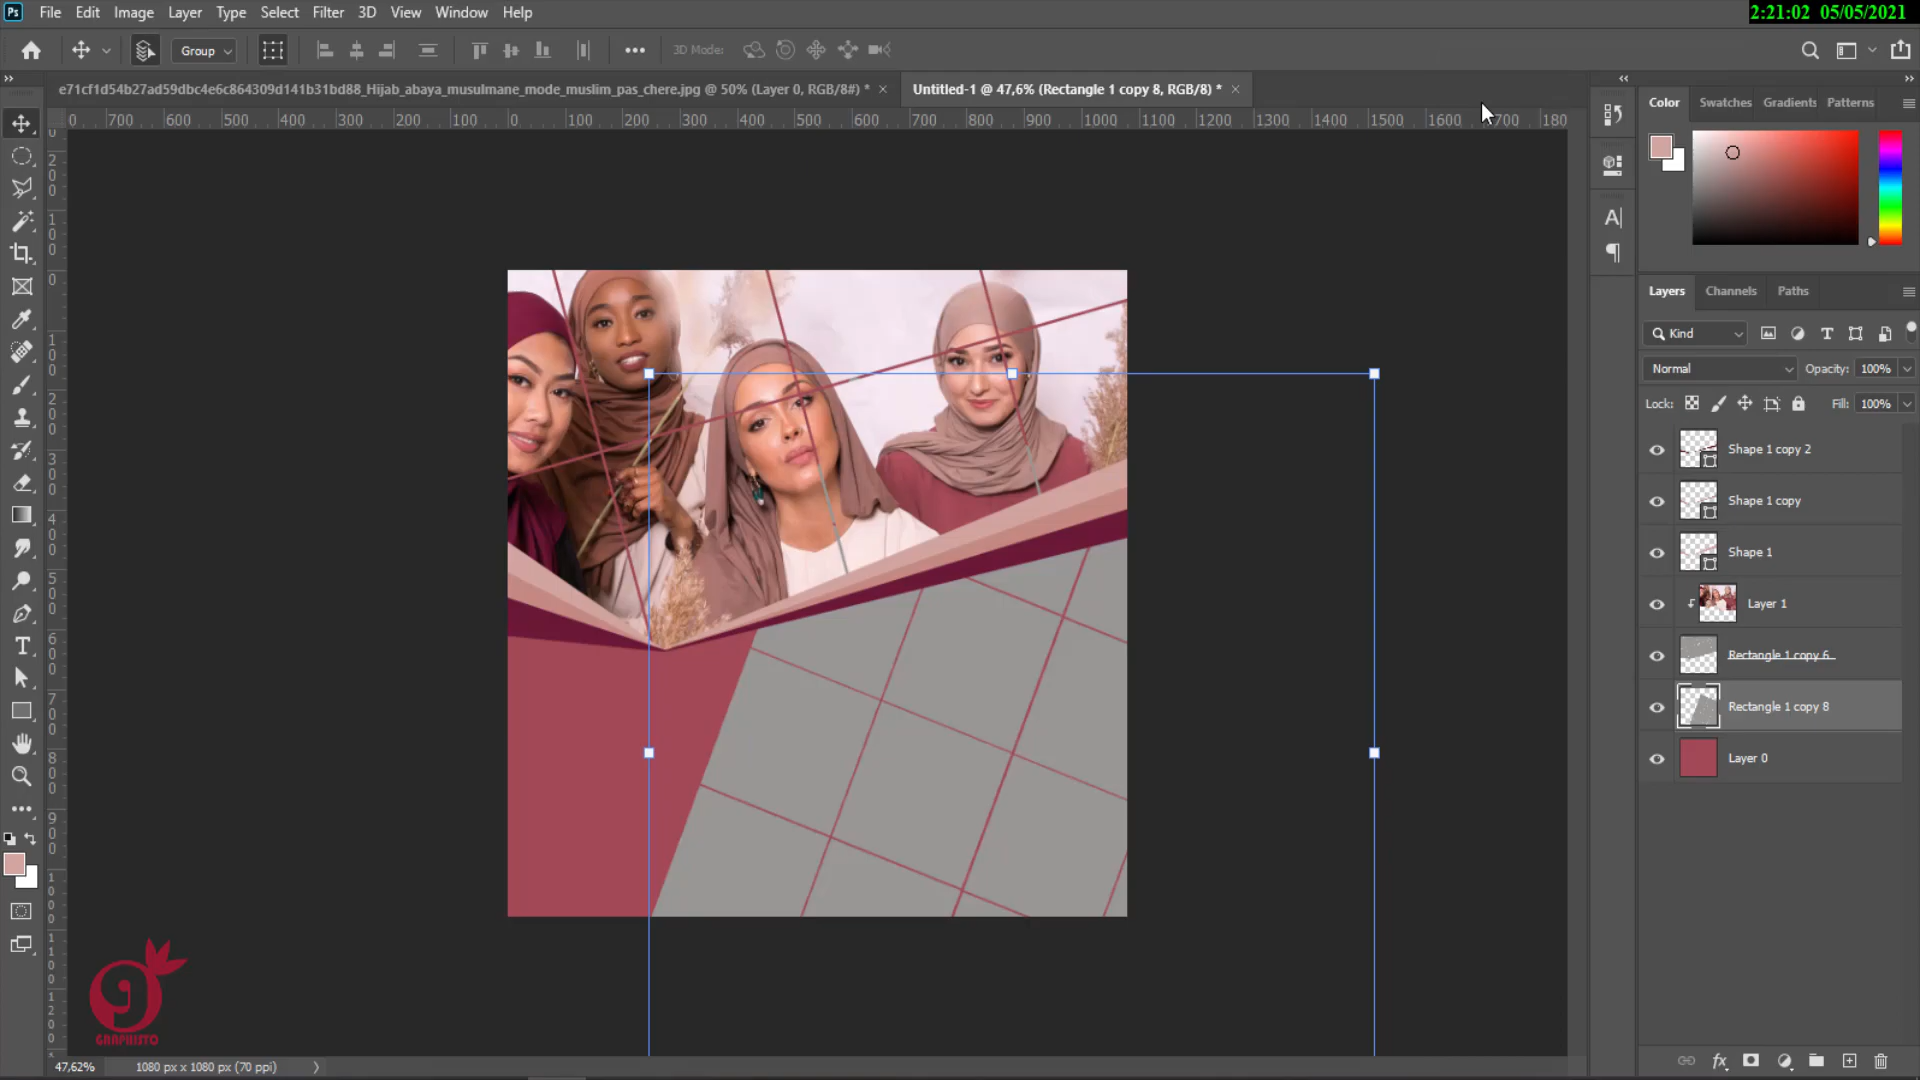 Ps File Edit Image Layer Type Select Filter 3D View Window Help
2:21:02 05/05/2021
Group
3D Mode:
e71cf1d54b27ad59dbc4e6c864309d141b31bd88_Hijab_abaya_musulmane_mode_muslim_pas_chere.jpg @ 50% (Layer 0, RGB/8#) *
Untitled-1 @ 47,6% (Rectangle 1 copy 8, RGB/8) *
0 700 600 500 400 300 200 100 0 100 200 300 400 500 600 700 800 900 1000 1100 1200 1300 1400 1500 1600 700 180
Color Swatches Gradients Patterns
Layers Channels Paths
Kind
Normal Opacity: 100%
Lock: Fill: 100%
Shape 1 copy 2
Shape 1 copy
Shape 1
Layer 1
Rectangle 1 copy 6
Rectangle 1 copy 8
Layer 0
GRAPHISTO
47,62% 1080 px x 1080 px (70 ppi)